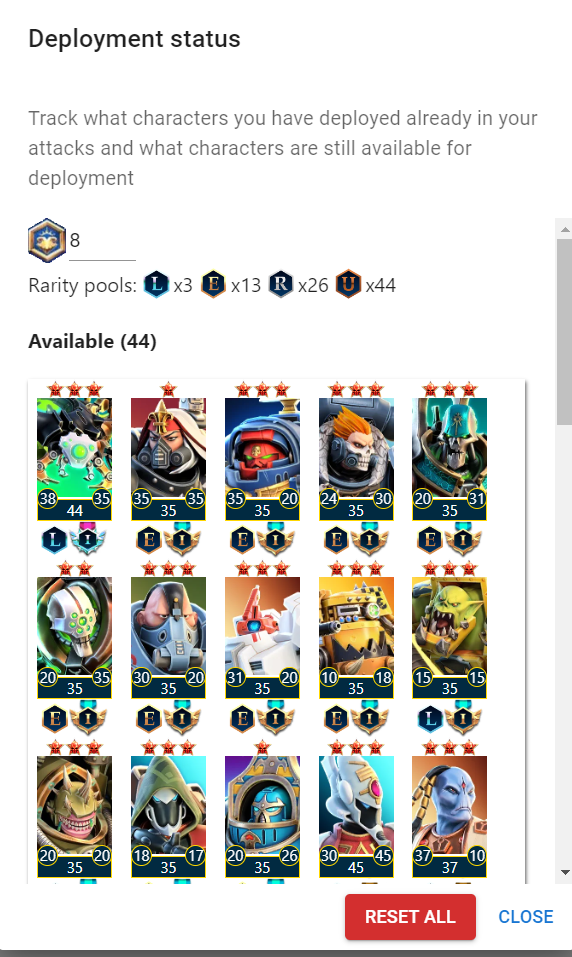 Deployment status
Track what characters you have deployed already in your
attacks and what characters are still available for
deployment
8
Rarity pools: L x3 E x13 R x26 U x44
Available (44)
38 35 35 35 35 20 24 30 20 31
44 35 35 35 35
L I E I E I E I E I
20 35 30 20 31 20 10 18 15 15
35 35 35 35 35
E I E I E I E I L I
20 20 18 17 20 26 30 45 37 10
35 35 35 45 37
RESET ALL CLOSE